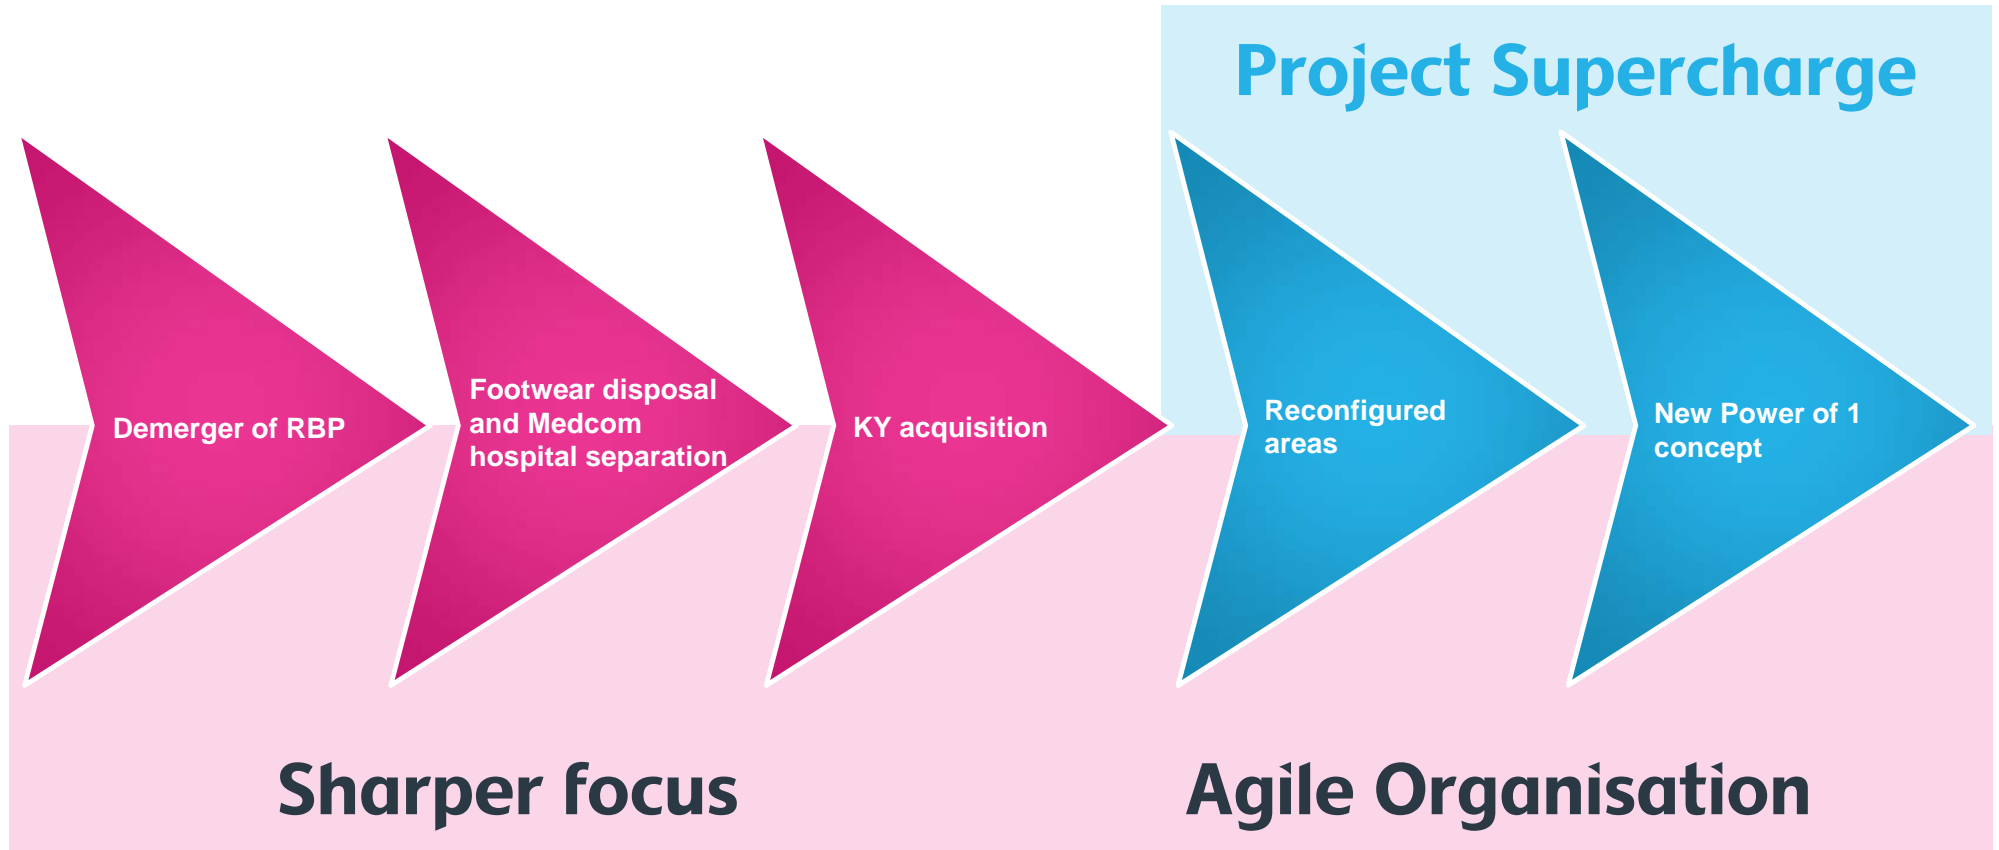 Project Supercharge
Demerger of RBP
Footwear disposal
and Medcom
hospital separation
KY acquisition
Reconfigured
areas
New Power of 1
concept
Sharper focus
Agile Organisation